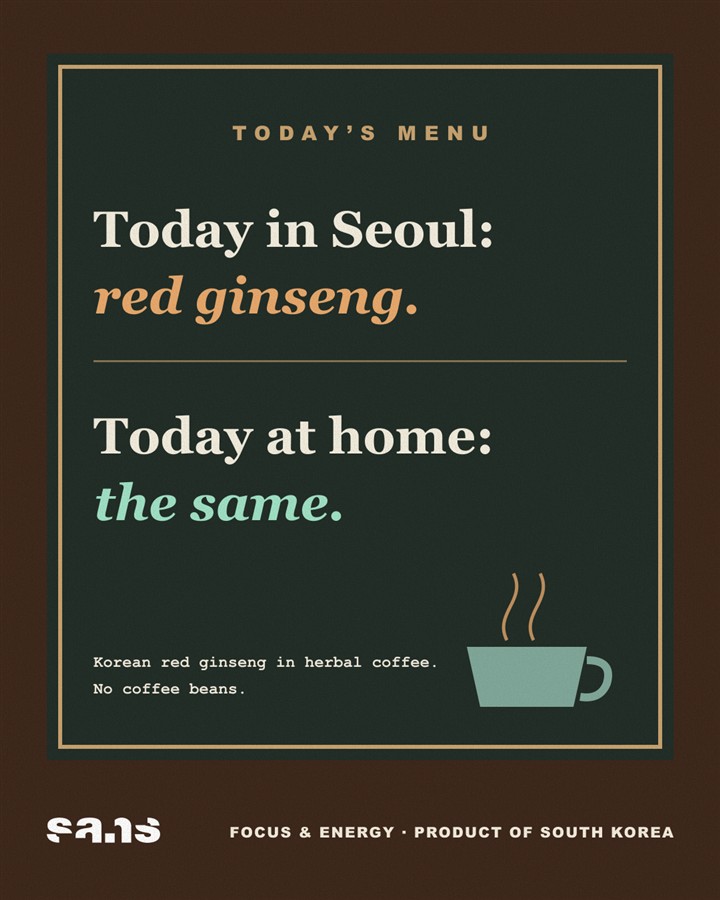 TODAY’S MENU
Today in Seoul:
red ginseng.
Today at home:
the same.
Korean red ginseng in herbal coffee.
No coffee beans.
sans
FOCUS & ENERGY · PRODUCT OF SOUTH KOREA